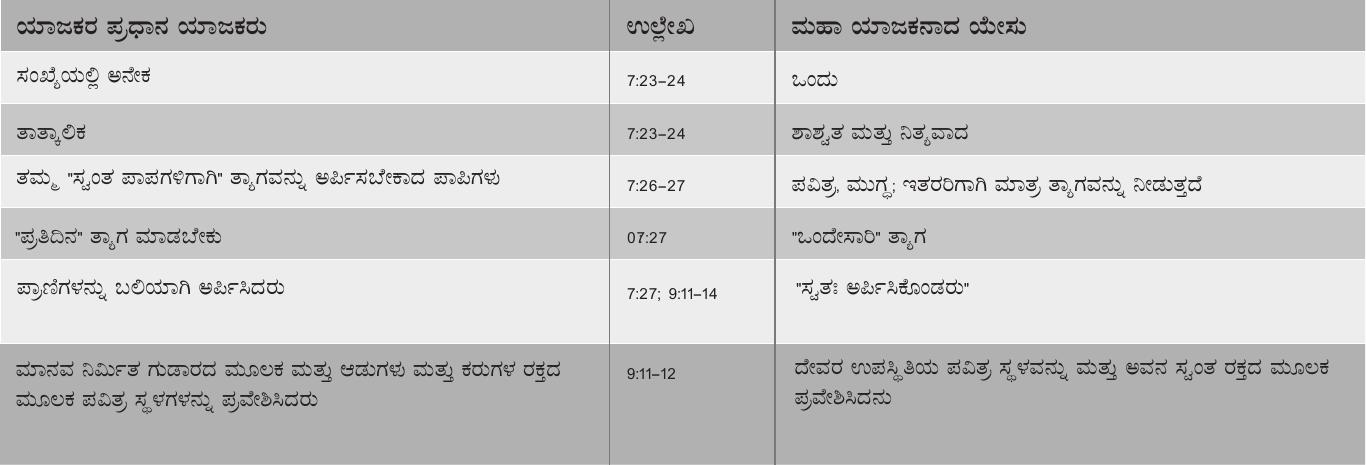 ಯಾಜಕರ ಪ್ರಧಾನ ಯಾಜಕರು ಉಲ್ಲೇಖ ಮಹಾ ಯಾಜಕನಾದ ಯೇಸು
ಸಂಖ್ಯೆಯಲ್ಲಿ ಅನೇಕ 7:23–24 ಒಂದು
ತಾತ್ಕಾಲಿಕ 7:23–24 ಶಾಶ್ವತ ಮತ್ತು ನಿತ್ಯವಾದ
ತಮ್ಮ "ಸ್ವಂತ ಪಾಪಗಳಿಗಾಗಿ" ತ್ಯಾಗವನ್ನು ಅರ್ಪಿಸಬೇಕಾದ ಪಾಪಿಗಳು 7:26–27 ಪವಿತ್ರ, ಮುಗ್ಧ; ಇತರರಿಗಾಗಿ ಮಾತ್ರ ತ್ಯಾಗವನ್ನು ನೀಡುತ್ತದೆ
"ಪ್ರತಿದಿನ" ತ್ಯಾಗ ಮಾಡಬೇಕು 07:27 "ಒಂದೇಸಾರಿ" ತ್ಯಾಗ
ಪ್ರಾಣಿಗಳನ್ನು ಬಲಿಯಾಗಿ ಅರ್ಪಿಸಿದರು 7:27; 9:11–14 "ಸ್ವತಃ ಅರ್ಪಿಸಿಕೊಂಡರು"
ಮಾನವ ನಿರ್ಮಿತ ಗುಡಾರದ ಮೂಲಕ ಮತ್ತು ಆಡುಗಳು ಮತ್ತು ಕರುಗಳ ರಕ್ತದ
ಮೂಲಕ ಪವಿತ್ರ ಸ್ಥಳಗಳನ್ನು ಪ್ರವೇಶಿಸಿದರು
9:11–12
ದೇವರ ಉಪಸ್ಥಿತಿಯ ಪವಿತ್ರ ಸ್ಥಳವನ್ನು ಮತ್ತು ಅವನ ಸ್ವಂತ ರಕ್ತದ ಮೂಲಕ
ಪ್ರವೇಶಿಸಿದನು